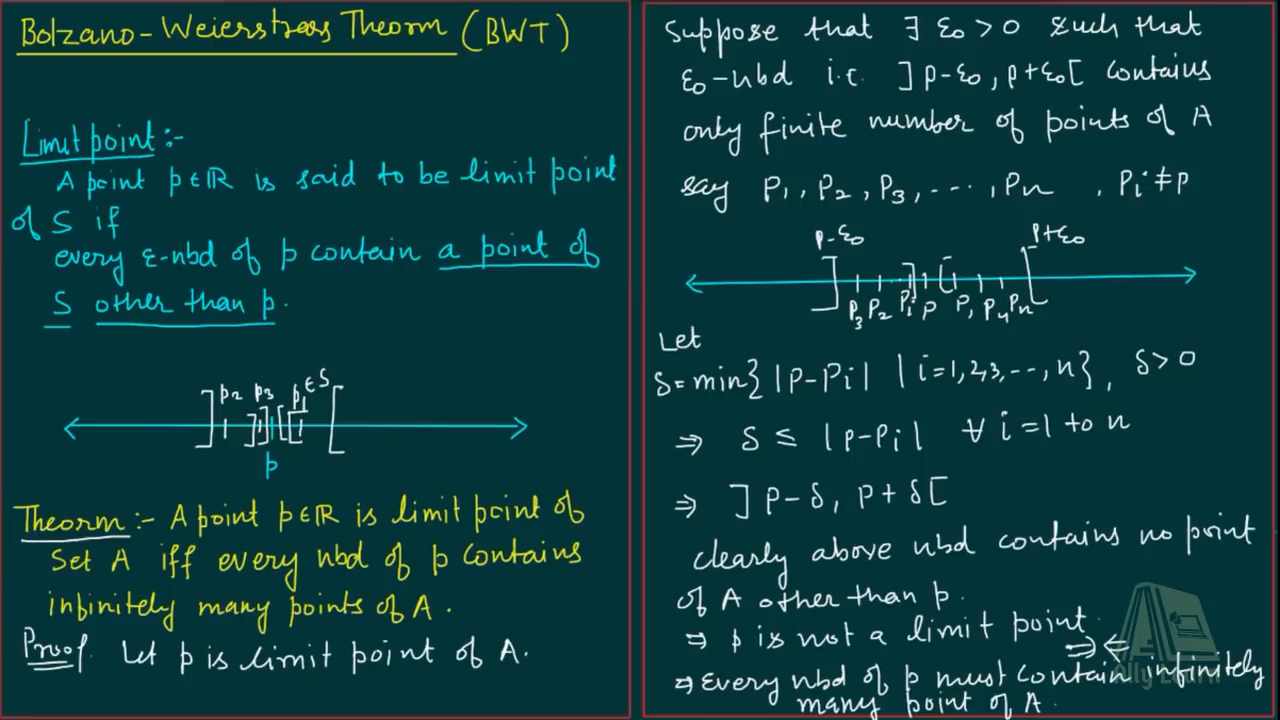 Bolzano-Weierstrass Theorm (BWT)
Limit point:-
A point p∈ℝ is said to be limit point
of S if
every ε-nbd of p contain a point of
S other than p.
p₂ p₃ p₁∈S
p
Theorm:- A point p∈ℝ is limit point of
Set A iff every nbd of p contains
infinitely many points of A.
Proof. Let p is limit point of A.
Suppose that ∃ ε₀>0 such that
ε₀-nbd i.e. ]p-ε₀, p+ε₀[ contains
only finite number of points of A
say p₁, p₂, p₃, ...., pₙ , pᵢ≠p
p-ε₀ p+ε₀
p₃ p₂ pᵢ p p₁ p₄ pₙ
Let
δ=min{ |p-pᵢ| | i=1,2,3,---,n}, δ>0
⇒ δ ≤ |p-pᵢ| ∀ i=1 to n
⇒ ]p-δ, p+δ[
clearly above nbd contains no point
of A other than p.
⇒ p is not a limit point.
⇒⇐
⇒ Every nbd of p must contain infinitely
many point of A.
Ally Learn